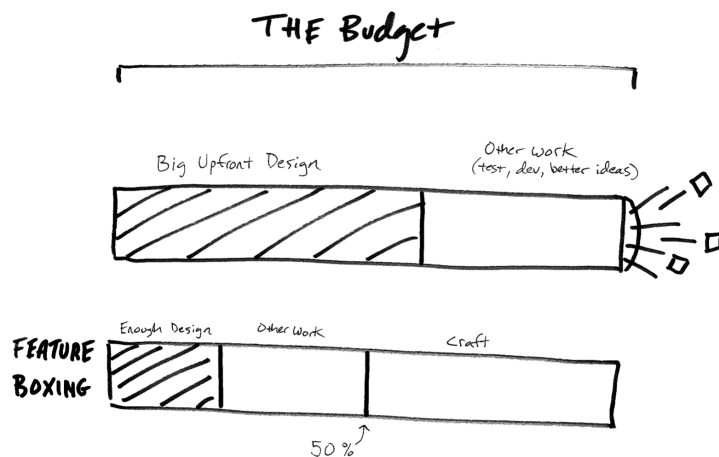 THE Budget
Big Upfront Design
Other work
(test, dev, better ideas)
Enough Design
Other Work
Craft
FEATURE
BOXING
50%